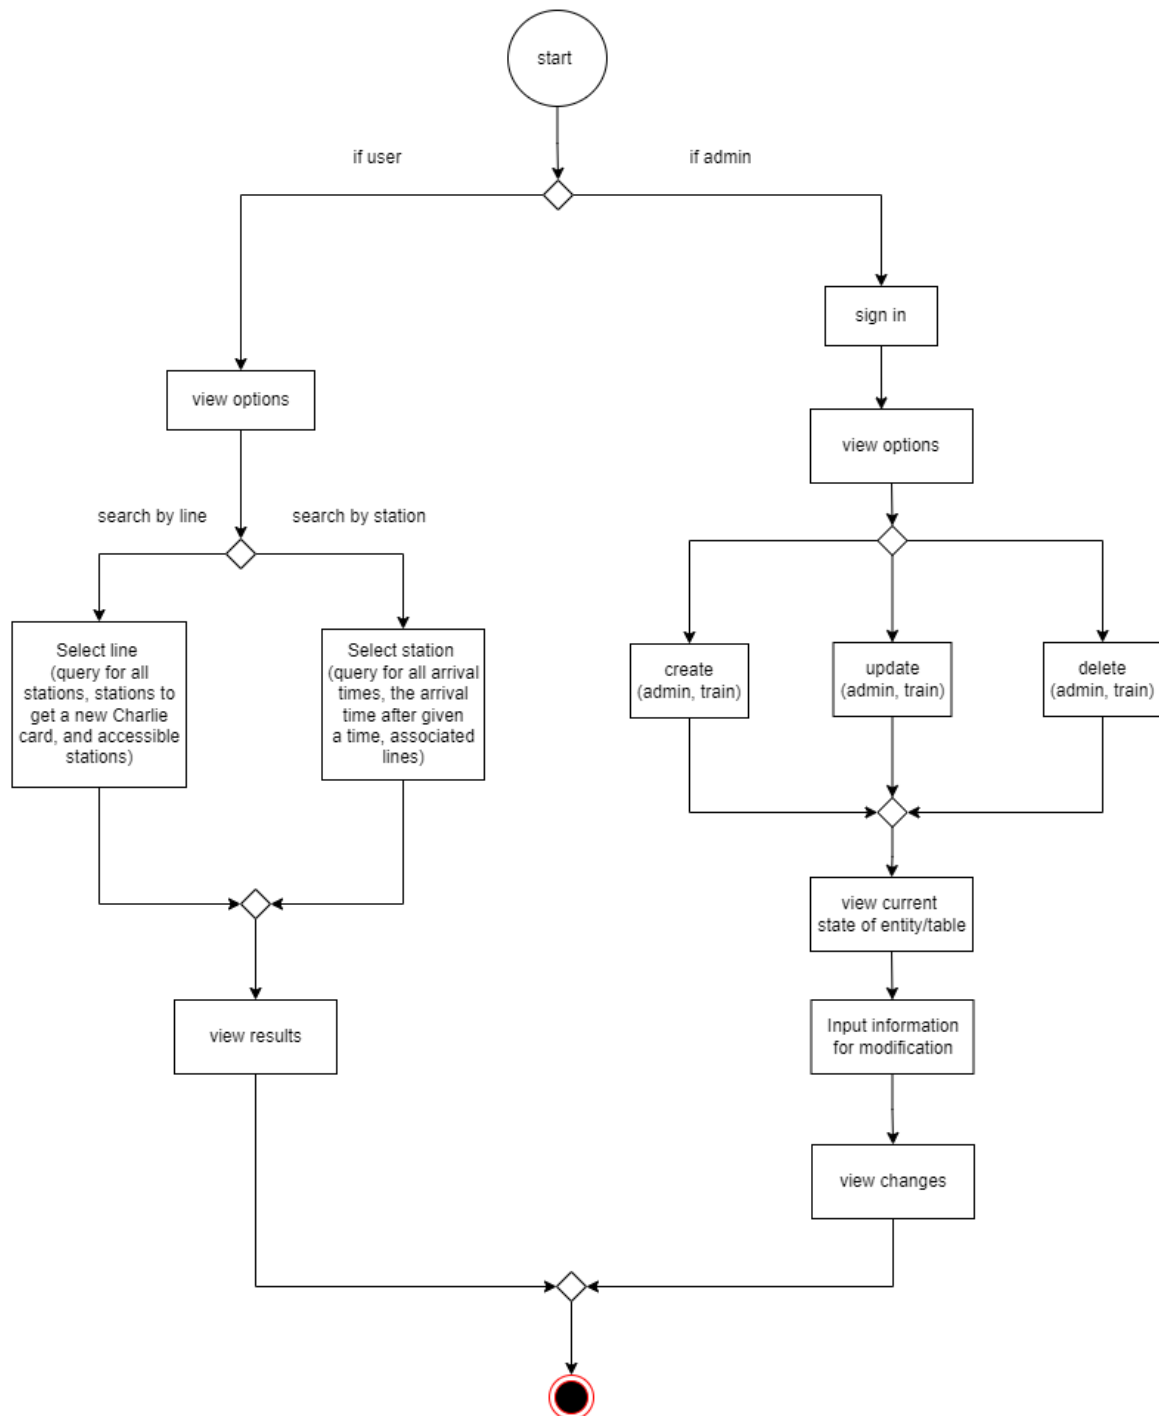 start
if user
if admin
sign in
view options
view options
search by line
search by station
Select line
(query for all
stations, stations to
get a new Charlie
card, and accessible
stations)
Select station
(query for all arrival
times, the arrival
time after given
a time, associated
lines)
create
(admin, train)
update
(admin, train)
delete
(admin, train)
view current
state of entity/table
view results
Input information
for modification
view changes